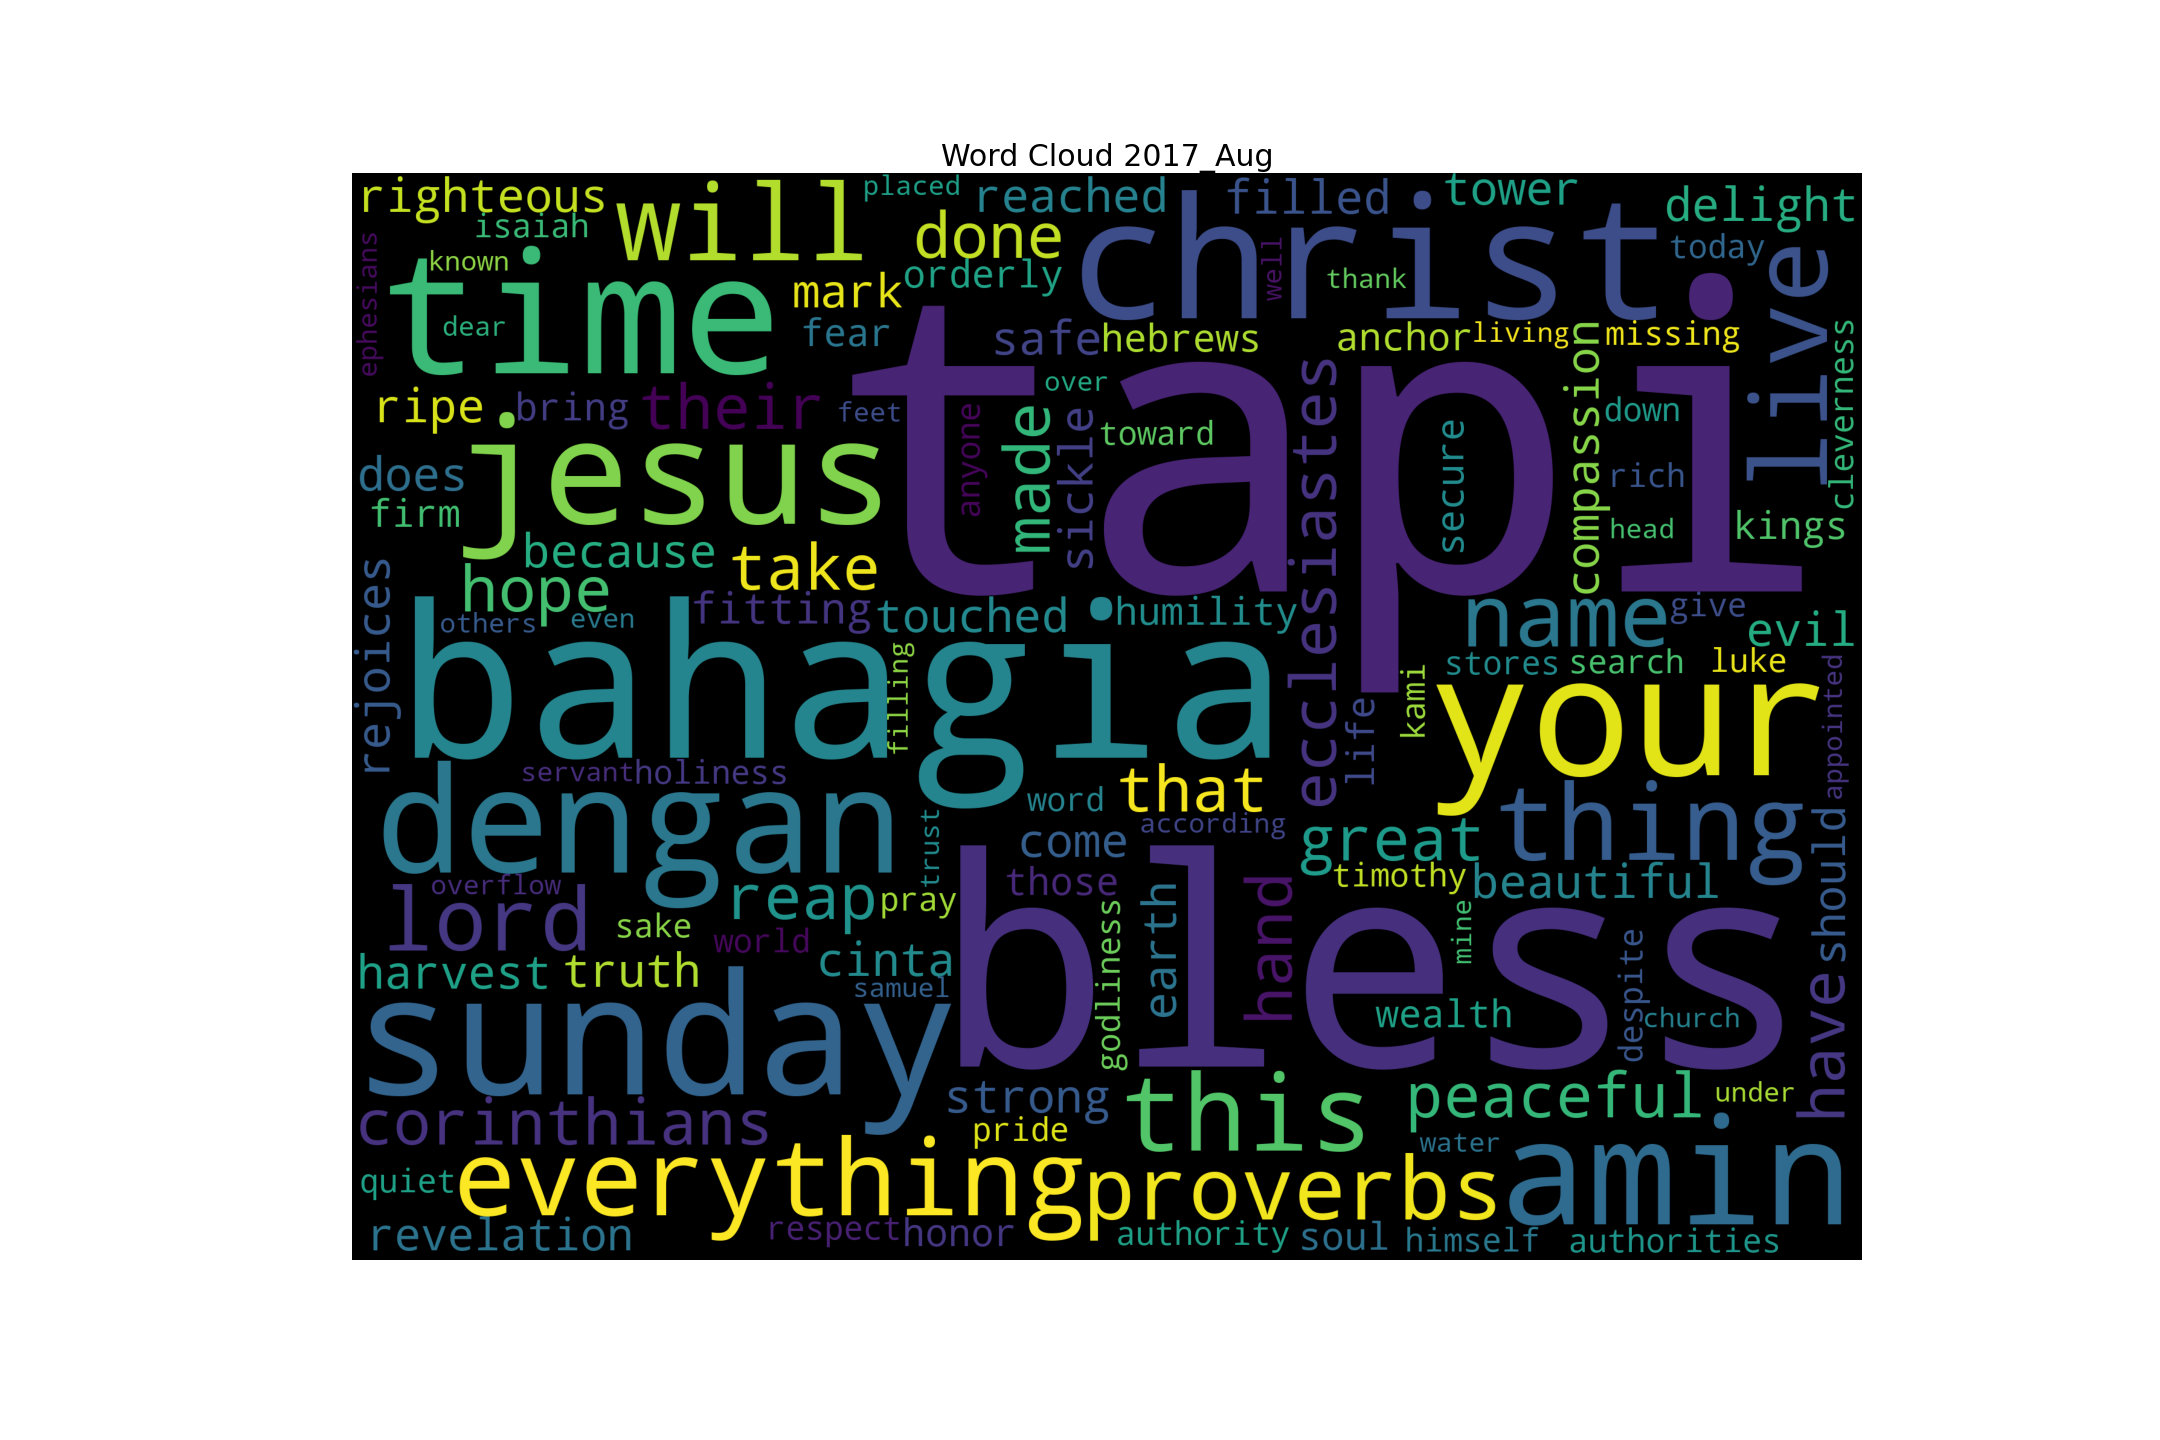 Word Cloud 2017_Aug
righteous
will
placed
reached
filled
tower
delight
isaiah
done
christ
today
ephesians
known
time
mark
orderly
well
thank
live
dear
fear
safe
hebrews
anchor
living
missing
tapi
ripe
bring
their
feet
over
anyone
made
sickle
toward
ecclesiastes
secure
compassion
down
cleverness
jesus
does
firm
rich
head
kings
because
take
hope
rejoices
others
even
fitting
touched
humility
name
give
evil
bahagia
filling
stores
search
luke
kami
life
your
appointed
servant
holiness
dengan
word
that
according
come
great
thing
trust
lord
overflow
reap
pray
those
timothy
beautiful
should
sake
world
cinta
earth
hand
mine
harvest
truth
samuel
godliness
bless
despite
have
sunday
wealth
church
corinthians
strong
pride
this
peaceful
under
water
amin
quiet
everything
proverbs
revelation
respect
honor
authority
soul
himself
authorities